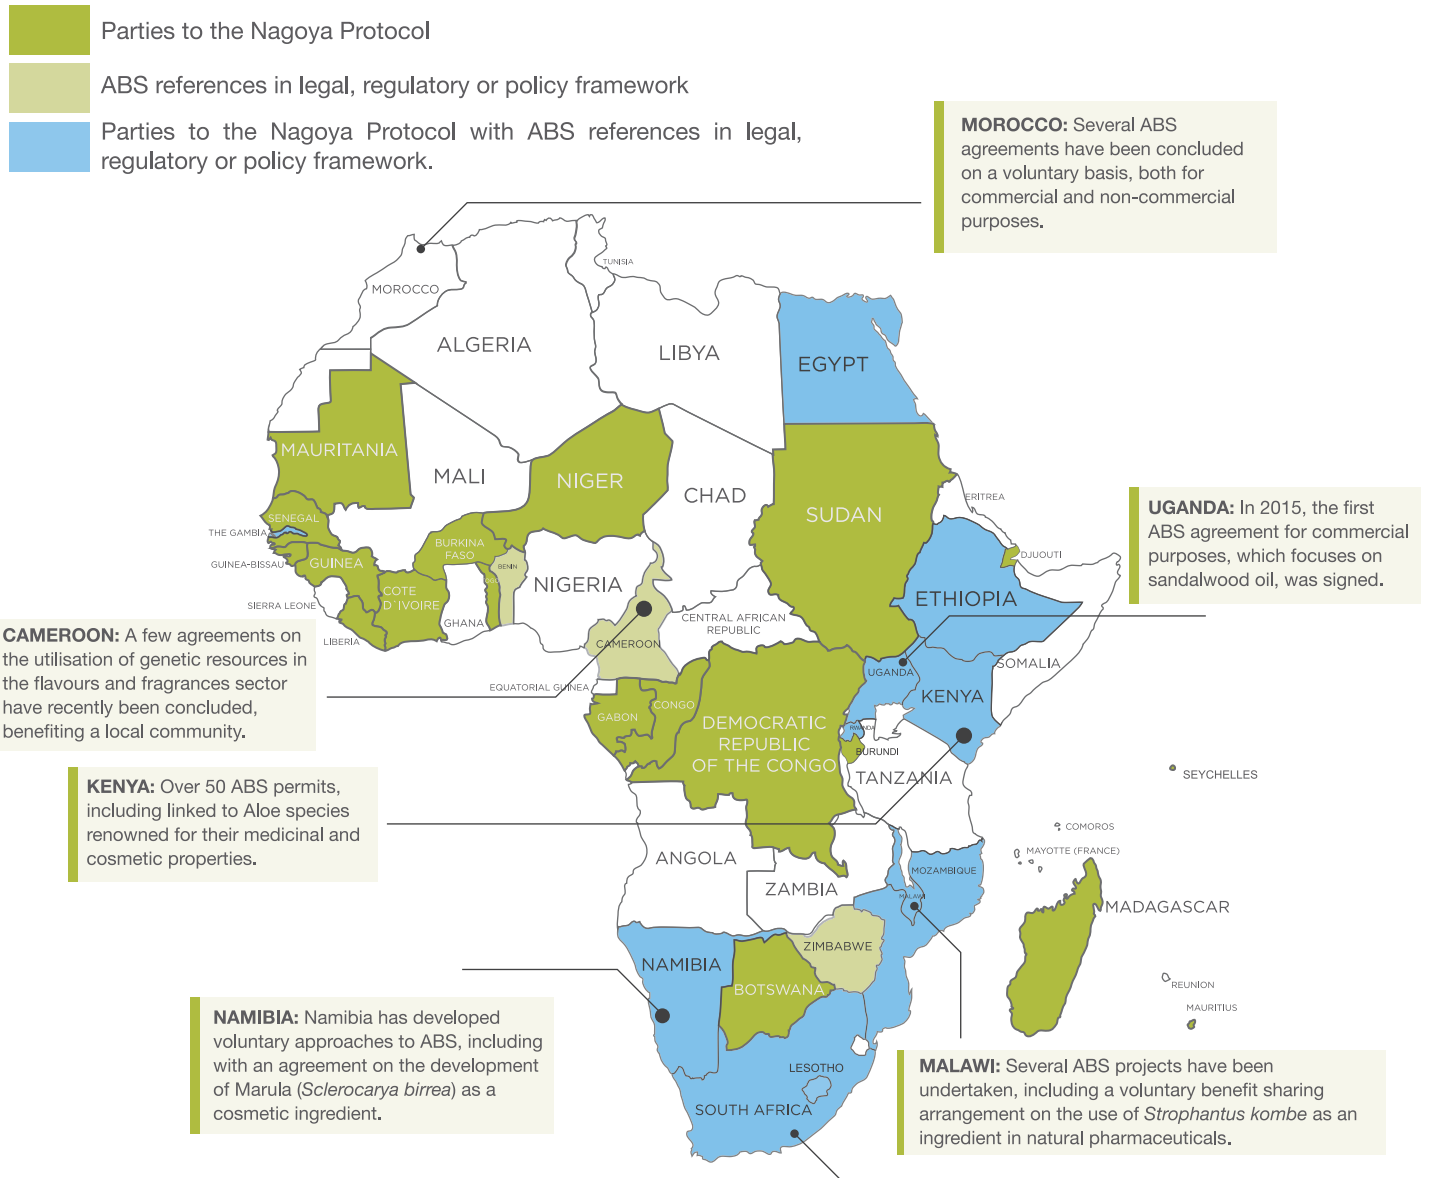 Parties to the Nagoya Protocol
ABS references in legal, regulatory or policy framework
Parties to the Nagoya Protocol with ABS references in legal,
regulatory or policy framework.
MOROCCO: Several ABS
agreements have been concluded
on a voluntary basis, both for
commercial and non-commercial
purposes.
TUNISIA
MOROCCO
ALGERIA
LIBYA
EGYPT
MAURITANIA
MALI
NIGER
CHAD
SUDAN
ERITREA
UGANDA: In 2015, the first
ABS agreement for commercial
purposes, which focuses on
sandalwood oil, was signed.
SENEGAL
THE GAMBIA
BURKINA
FASO
GUINEA-BISSAU
GUINEA
BENIN
DJUOUTI
NIGERIA
COTE
D`IVOIRE
ETHIOPIA
SIERRA LEONE
GHANA
CENTRAL AFRICAN
REPUBLIC
LIBERIA
CAMEROON
CAMEROON: A few agreements on
the utilisation of genetic resources in
the flavours and fragrances sector
have recently been concluded,
benefiting a local community.
SOMALIA
UGANDA
EQUATORIAL GUINEA
KENYA
GABON
CONGO
DEMOCRATIC
REPUBLIC
OF THE CONGO
RWANDA
BURUNDI
TANZANIA
SEYCHELLES
KENYA: Over 50 ABS permits,
including linked to Aloe species
renowned for their medicinal and
cosmetic properties.
COMOROS
MAYOTTE (FRANCE)
ANGOLA
ZAMBIA
MOZAMBIQUE
MALAWI
MADAGASCAR
ZIMBABWE
NAMIBIA
BOTSWANA
REUNION
MAURITIUS
NAMIBIA: Namibia has developed
voluntary approaches to ABS, including
with an agreement on the development
of Marula (Sclerocarya birrea) as a
cosmetic ingredient.
LESOTHO
SOUTH AFRICA
MALAWI: Several ABS projects have been
undertaken, including a voluntary benefit sharing
arrangement on the use of Strophantus kombe as an
ingredient in natural pharmaceuticals.